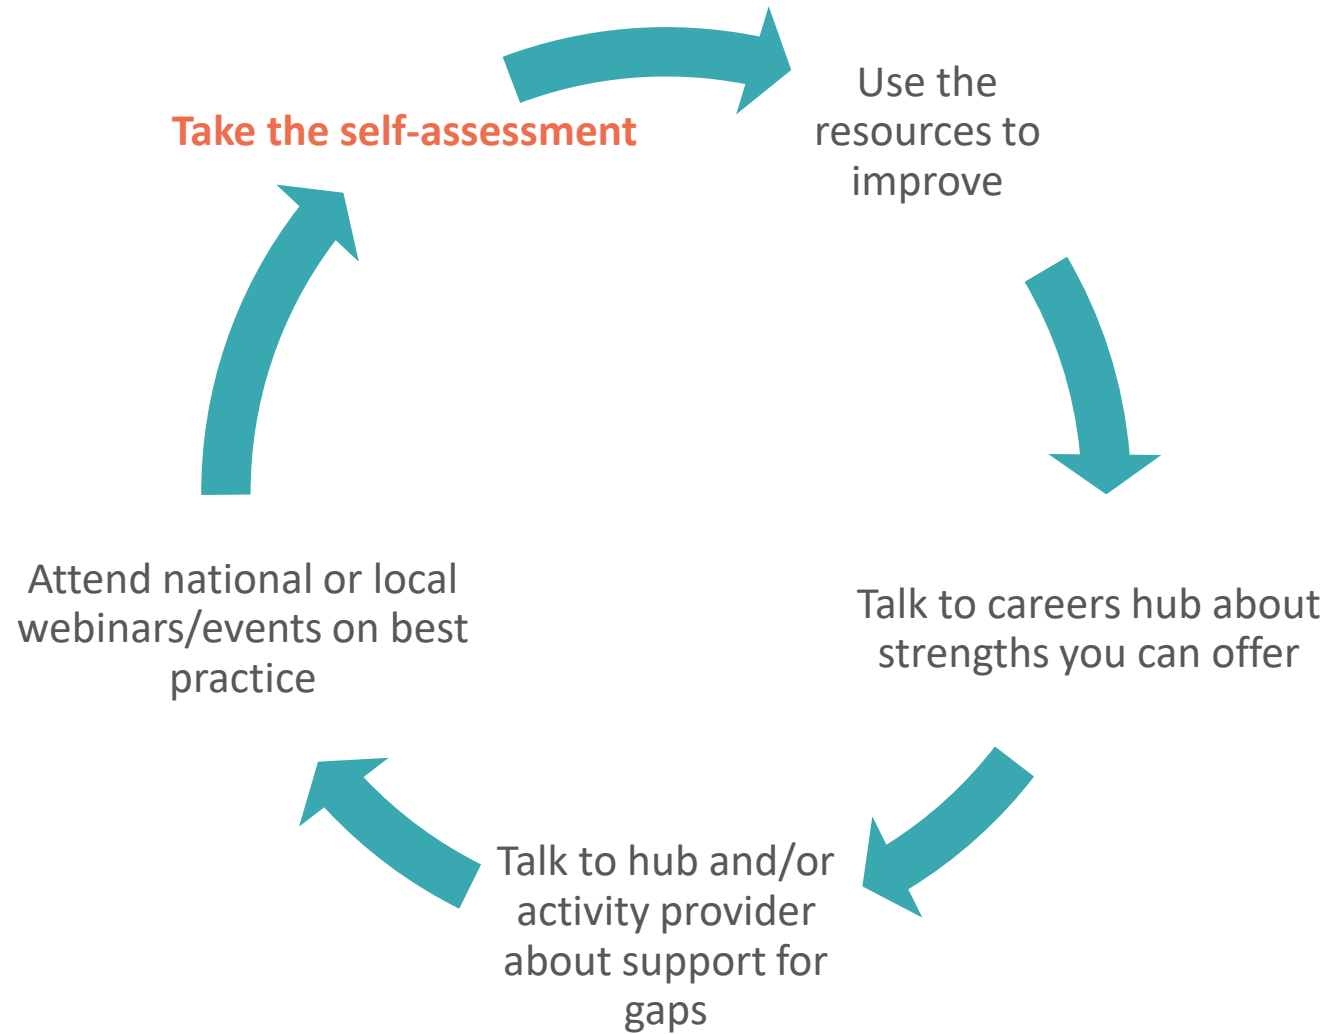 Take the self-assessment
Use the
resources to
improve
Talk to careers hub about
strengths you can offer
Talk to hub and/or
activity provider
about support for
gaps
Attend national or local
webinars/events on best
practice